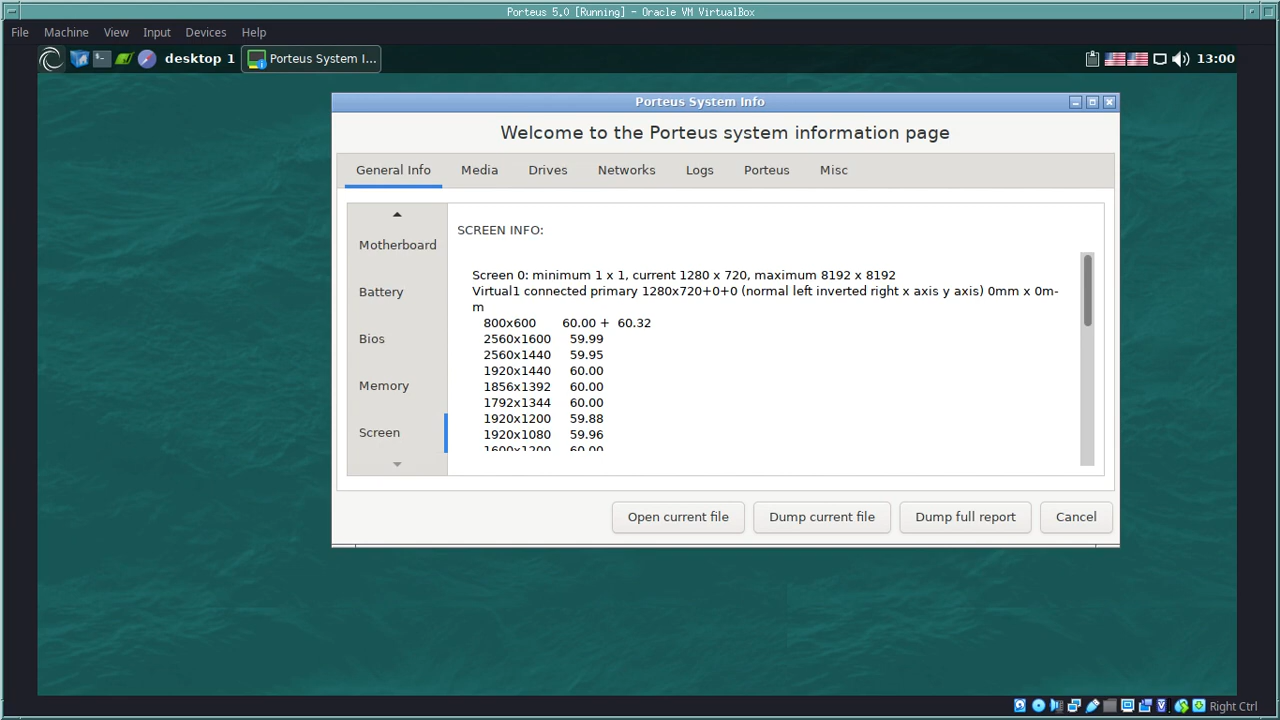 Porteus 5.0 [Running] - Oracle VM VirtualBox
File Machine View Input Devices Help
desktop 1 Porteus System I... 13:00
Porteus System Info
Welcome to the Porteus system information page
General Info Media Drives Networks Logs Porteus Misc
Motherboard
Battery
Bios
Memory
Screen
SCREEN INFO:
Screen 0: minimum 1 x 1, current 1280 x 720, maximum 8192 x 8192
Virtual1 connected primary 1280x720+0+0 (normal left inverted right x axis y axis) 0mm x 0m-
m
800x600 60.00 + 60.32
2560x1600 59.99
2560x1440 59.95
1920x1440 60.00
1856x1392 60.00
1792x1344 60.00
1920x1200 59.88
1920x1080 59.96
1600x1200 60.00
Open current file Dump current file Dump full report Cancel
Right Ctrl